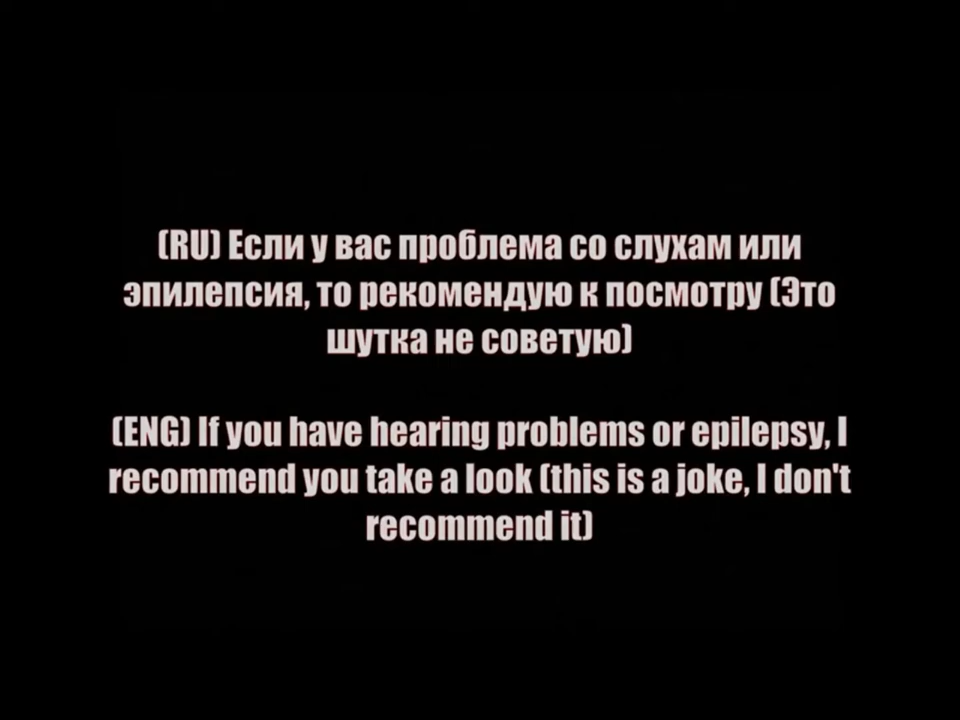 (RU) Если у вас проблема со слухам или
эпилепсия, то рекомендую к посмотру (Это
шутка не советую)
(ENG) If you have hearing problems or epilepsy, I
recommend you take a look (this is a joke, I don't
recommend it)